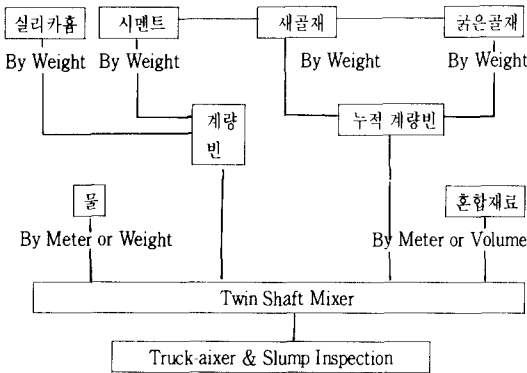 실리카흄 시멘트 새골재 굵은골재
By Weight By Weight By Weight By Weight
계량
빈
누적 계량빈
물 혼합재료
By Meter or Weight By Meter or Volume
Twin Shaft Mixer
Truck-aixer & Slump Inspection